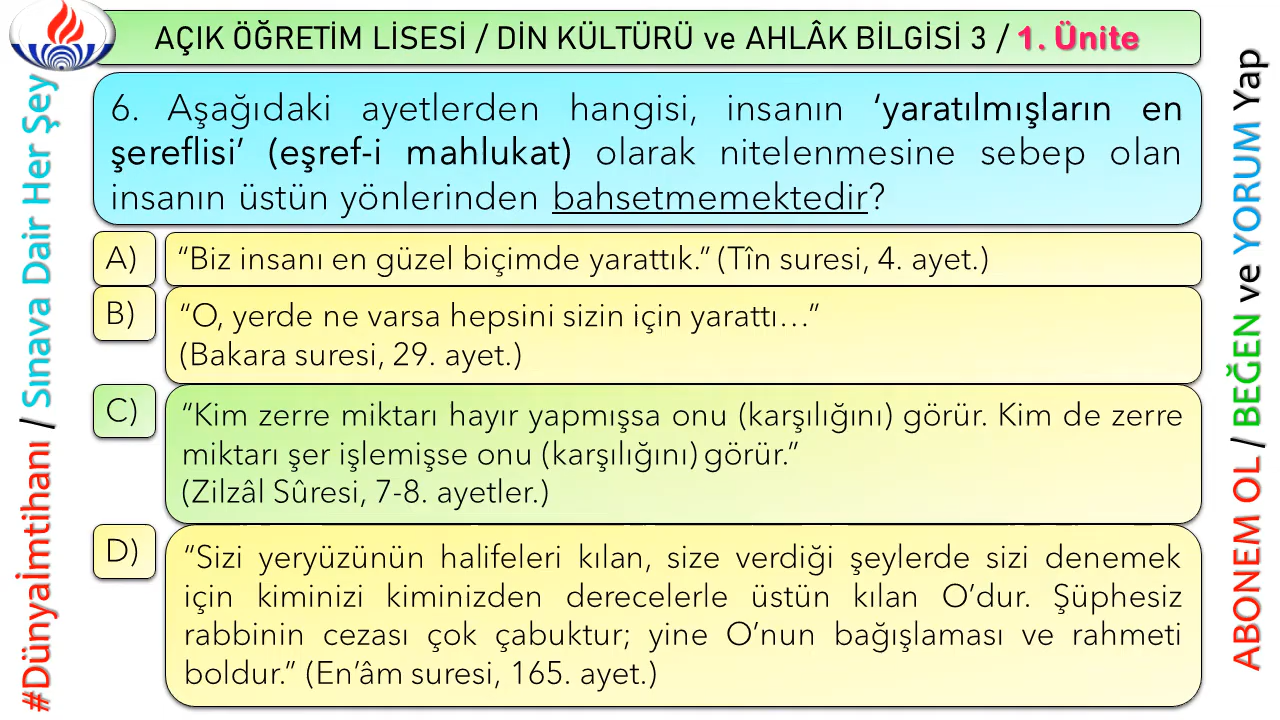 AÇIK ÖĞRETİM LİSESİ / DİN KÜLTÜRÜ ve AHLÂK BİLGİSİ 3 / 1. Ünite
6. Aşağıdaki ayetlerden hangisi, insanın ‘yaratılmışların en
şereflisi’ (eşref-i mahlukat) olarak nitelenmesine sebep olan
insanın üstün yönlerinden bahsetmemektedir?
A) “Biz insanı en güzel biçimde yarattık.” (Tîn suresi, 4. ayet.)
B) “O, yerde ne varsa hepsini sizin için yarattı…”
(Bakara suresi, 29. ayet.)
C) “Kim zerre miktarı hayır yapmışsa onu (karşılığını) görür. Kim de zerre
miktarı şer işlemişse onu (karşılığını) görür.”
(Zilzâl Sûresi, 7-8. ayetler.)
D) “Sizi yeryüzünün halifeleri kılan, size verdiği şeylerde sizi denemek
için kiminizi kiminizden derecelerle üstün kılan O’dur. Şüphesiz
rabbinin cezası çok çabuktur; yine O’nun bağışlaması ve rahmeti
boldur.” (En’âm suresi, 165. ayet.)
#Dünyaİmtihanı / Sınava Dair Her Şey
ABONEM OL / BEĞEN ve YORUM Yap